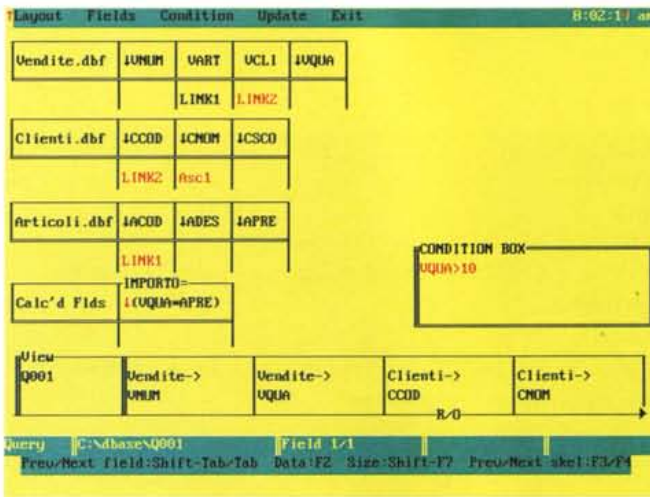 ↑Layout Fields Condition Update Exit 8:02:1 am
Vendite.dbf ↓VNUM VART VCLI ↓VQUA
LINK1 LINK2
Clienti.dbf ↓CCOD ↓CNOM ↓CSCO
LINK2 Asc1
Articoli.dbf ↓ACOD ↓ADES ↓APRE
CONDITION BOX
LINK1 VQUA>10
IMPORTO=
Calc'd Flds ↓(VQUA*APRE)
View
Q001 Vendite-> Vendite-> Clienti-> Clienti->
VNUM VQUA CCOD CNOM
R/O
Query C:\dbase\Q001 Field 1/1
Prev/Next field:Shift-Tab/Tab Data:F2 Size:Shift-F7 Prev/Next skel:F3/F4